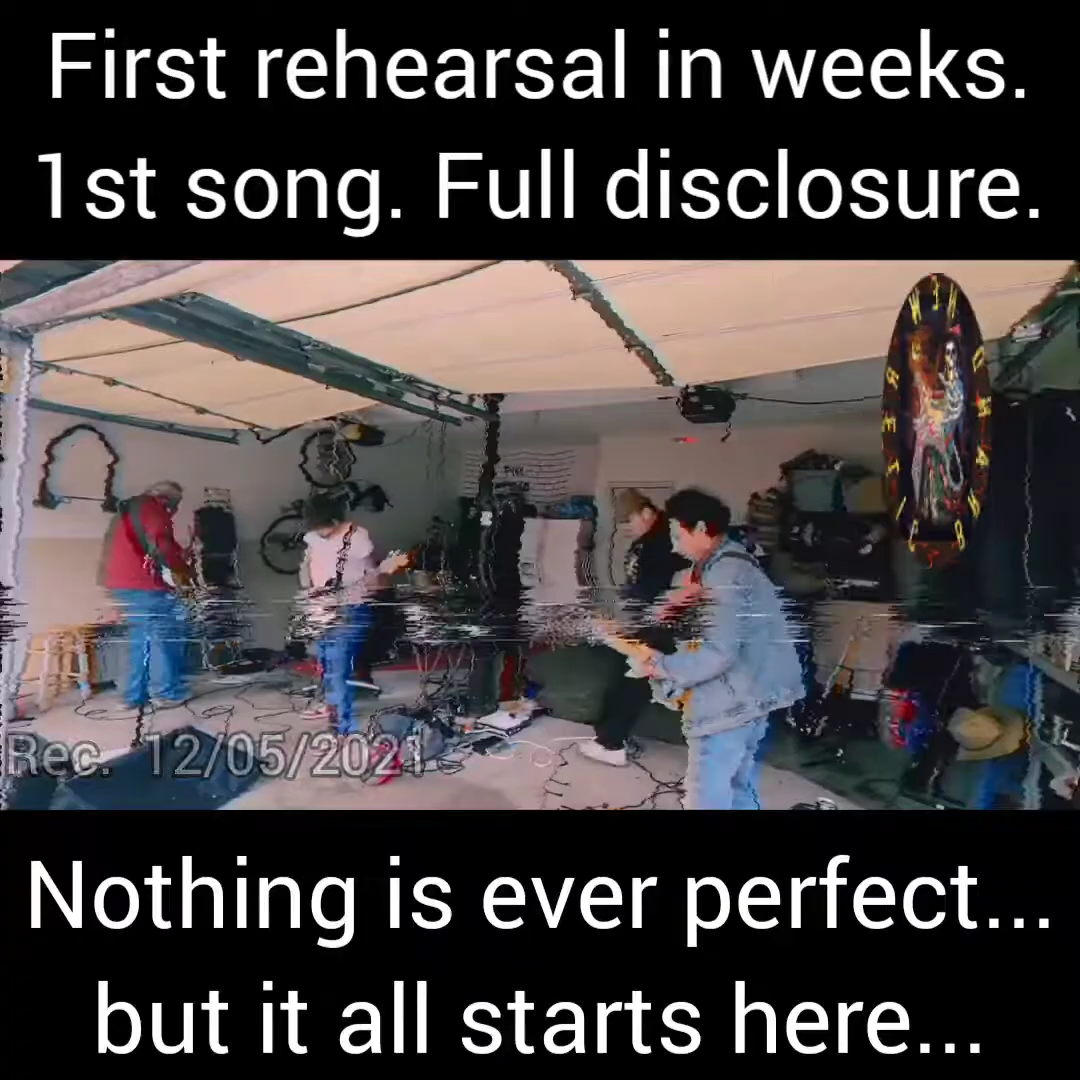 First rehearsal in weeks.
1st song. Full disclosure.
Rec. 12/05/2021
Nothing is ever perfect...
but it all starts here...